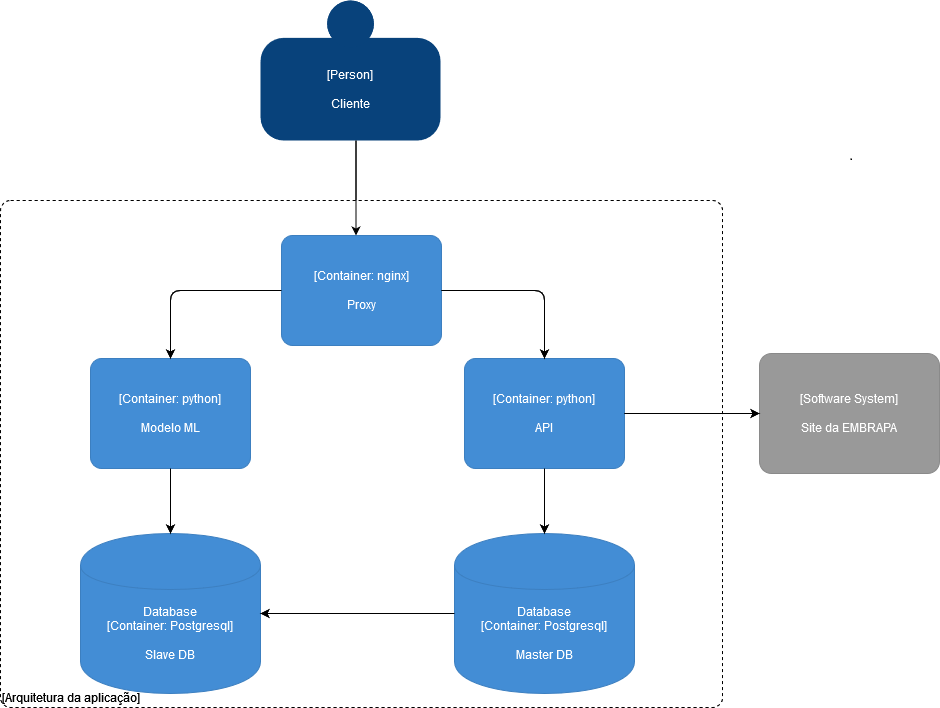 [Person]
Cliente
[Container: nginx]
Proxy
[Container: python]
Modelo ML
[Container: python]
API
[Software System]
Site da EMBRAPA
Database
[Container: Postgresql]
Slave DB
Database
[Container: Postgresql]
Master DB
[Arquitetura da aplicação]
.